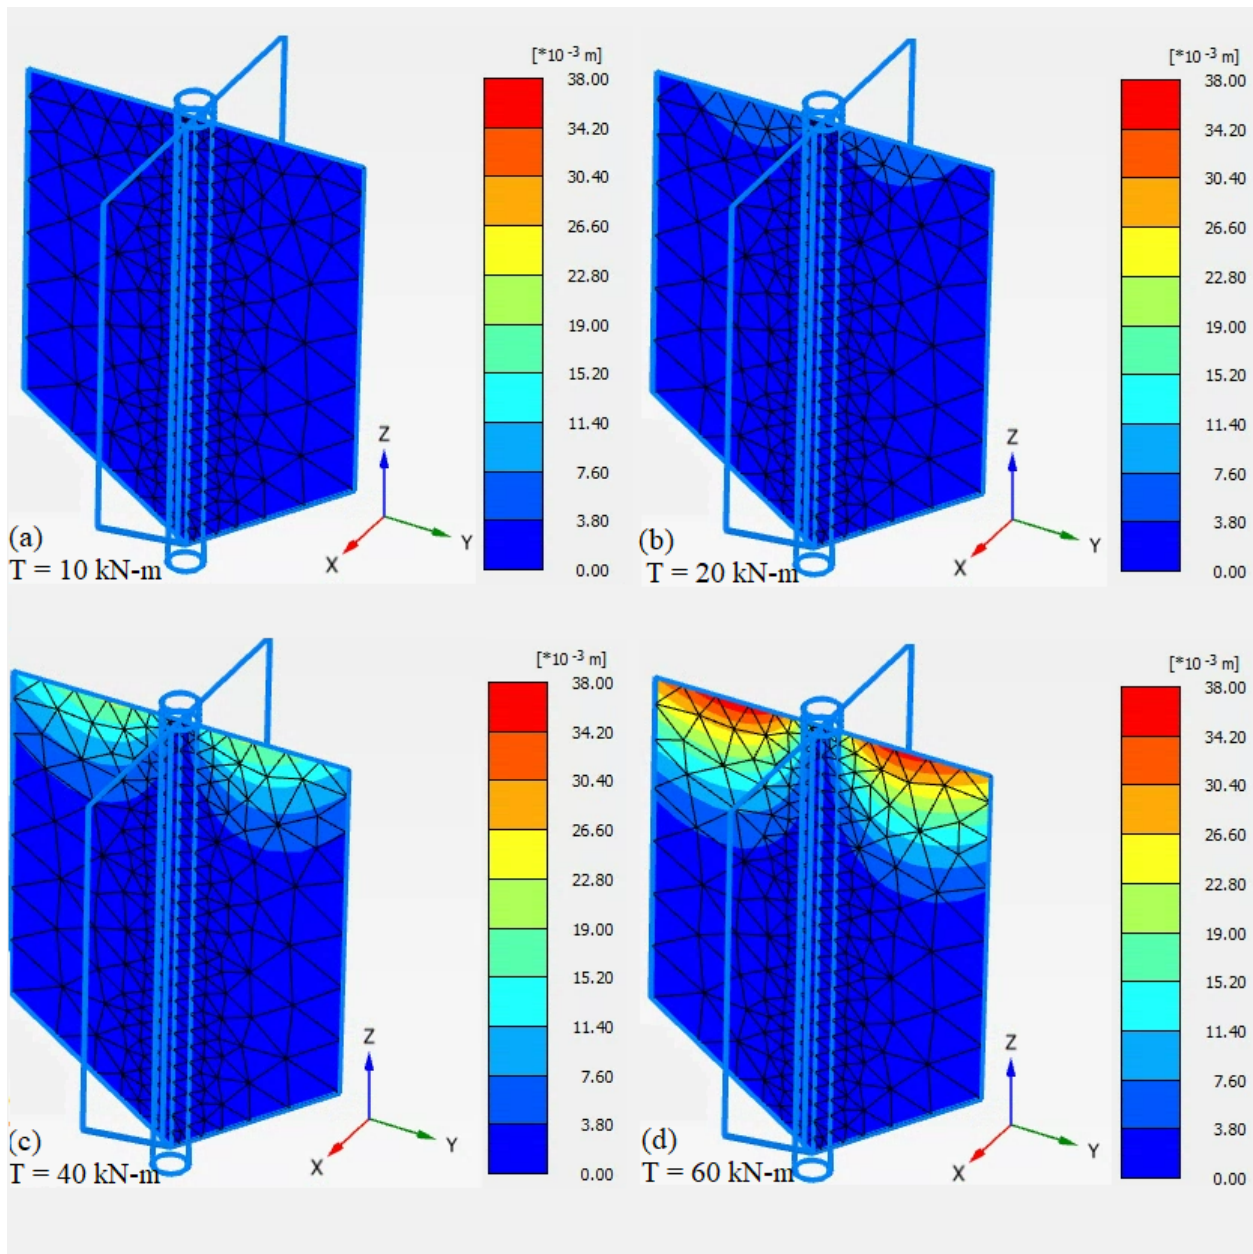 [*10 -3 m]
38.00
34.20
30.40
26.60
22.80
19.00
15.20
11.40
7.60
3.80
0.00
Z
Y
X
(a)
T = 10 kN-m
[*10 -3 m]
38.00
34.20
30.40
26.60
22.80
19.00
15.20
11.40
7.60
3.80
0.00
Z
Y
X
(b)
T = 20 kN-m
[*10 -3 m]
38.00
34.20
30.40
26.60
22.80
19.00
15.20
11.40
7.60
3.80
0.00
Z
Y
X
(c)
T = 40 kN-m
[*10 -3 m]
38.00
34.20
30.40
26.60
22.80
19.00
15.20
11.40
7.60
3.80
0.00
Z
Y
X
(d)
T = 60 kN-m